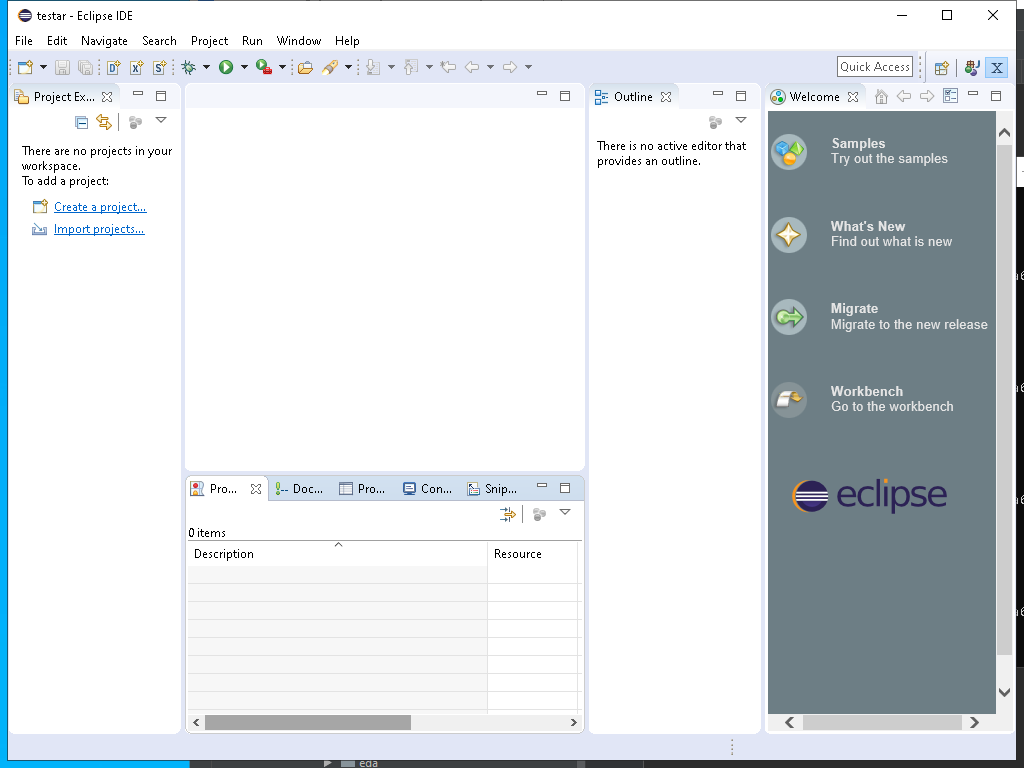 testar - Eclipse IDE
File Edit Navigate Search Project Run Window Help
Quick Access
Project Ex...
There are no projects in your
workspace.
To add a project:
Create a project...
Import projects...
Outline
There is no active editor that
provides an outline.
Welcome
Samples
Try out the samples
What's New
Find out what is new
Migrate
Migrate to the new release
Workbench
Go to the workbench
eclipse
Pro... Doc... Pro... Con... Snip...
0 items
Description Resource
eda